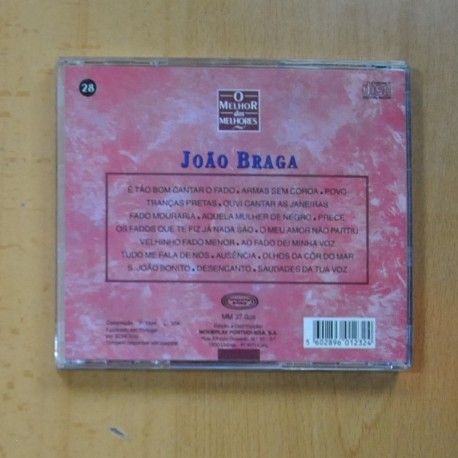 28
O
MELHOR
dos
MELHORES
JOÃO BRAGA
É TÃO BOM CANTAR O FADO • ARMAS SEM COROA • POVO
TRANÇAS PRETAS • OUVI CANTAR AS JANEIRAS
FADO MOURARIA • AQUELA MULHER DE NEGRO • PRECE
OS FADOS QUE TE FIZ JÁ NADA SÃO • O MEU AMOR NÃO PARTIU
VELHINHO FADO MENOR • AO FADO DEI MINHA VOZ
TUDO ME FALA DE NÓS • AUSÊNCIA • OLHOS DA CÔR DO MAR
S. JOÃO BONITO • DESENCANTO • SAUDADES DA TUA VOZ
MM 37.028
MOVIEPLAY PORTUGUESA, S.A.
5 602896 012324